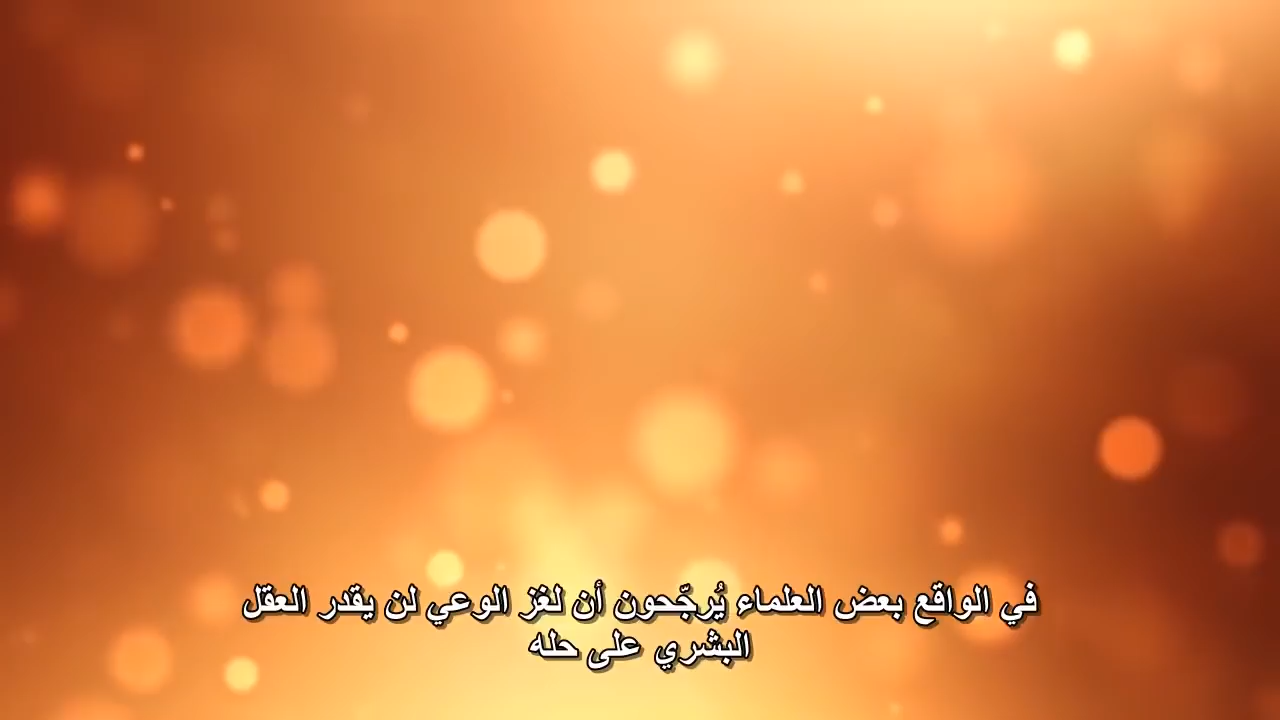 في الواقع بعض العلماء يُرجّحون أن لغز الوعي لن يقدر العقل
البشري على حله